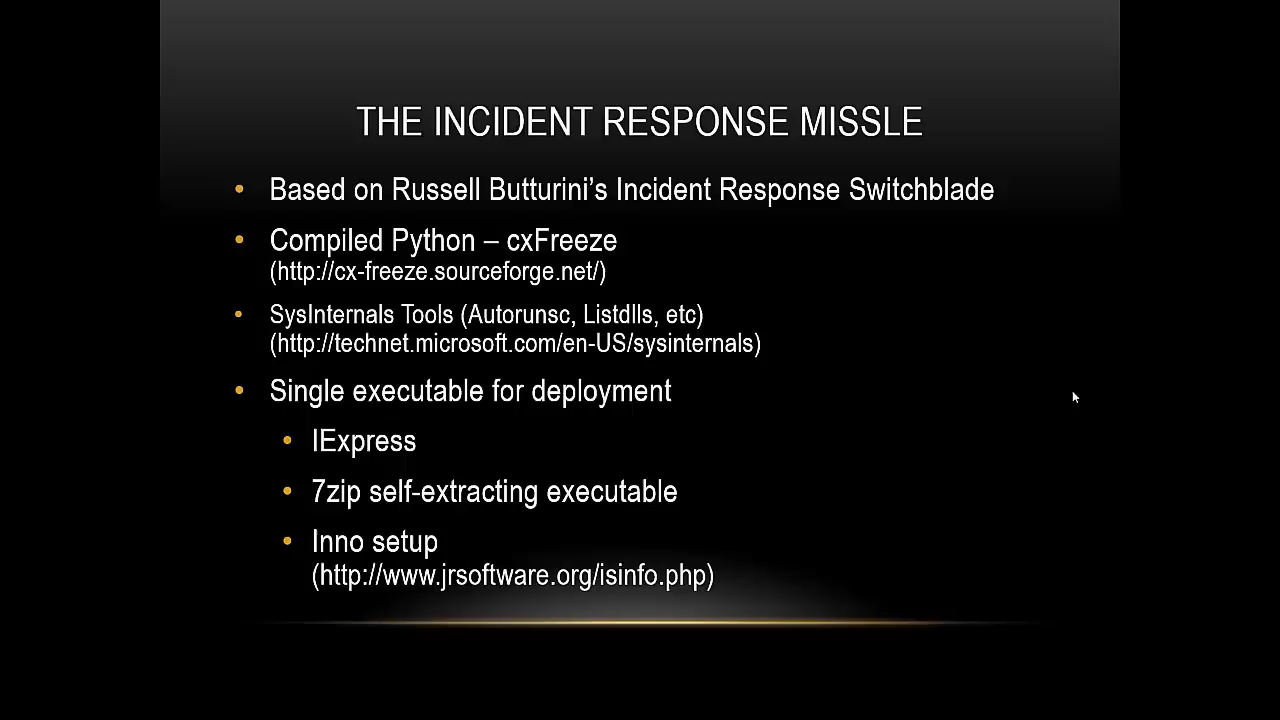 THE INCIDENT RESPONSE MISSLE
• Based on Russell Butturini’s Incident Response Switchblade
• Compiled Python – cxFreeze
(http://cx-freeze.sourceforge.net/)
• SysInternals Tools (Autorunsc, Listdlls, etc)
(http://technet.microsoft.com/en-US/sysinternals)
• Single executable for deployment
• IExpress
• 7zip self-extracting executable
• Inno setup
(http://www.jrsoftware.org/isinfo.php)